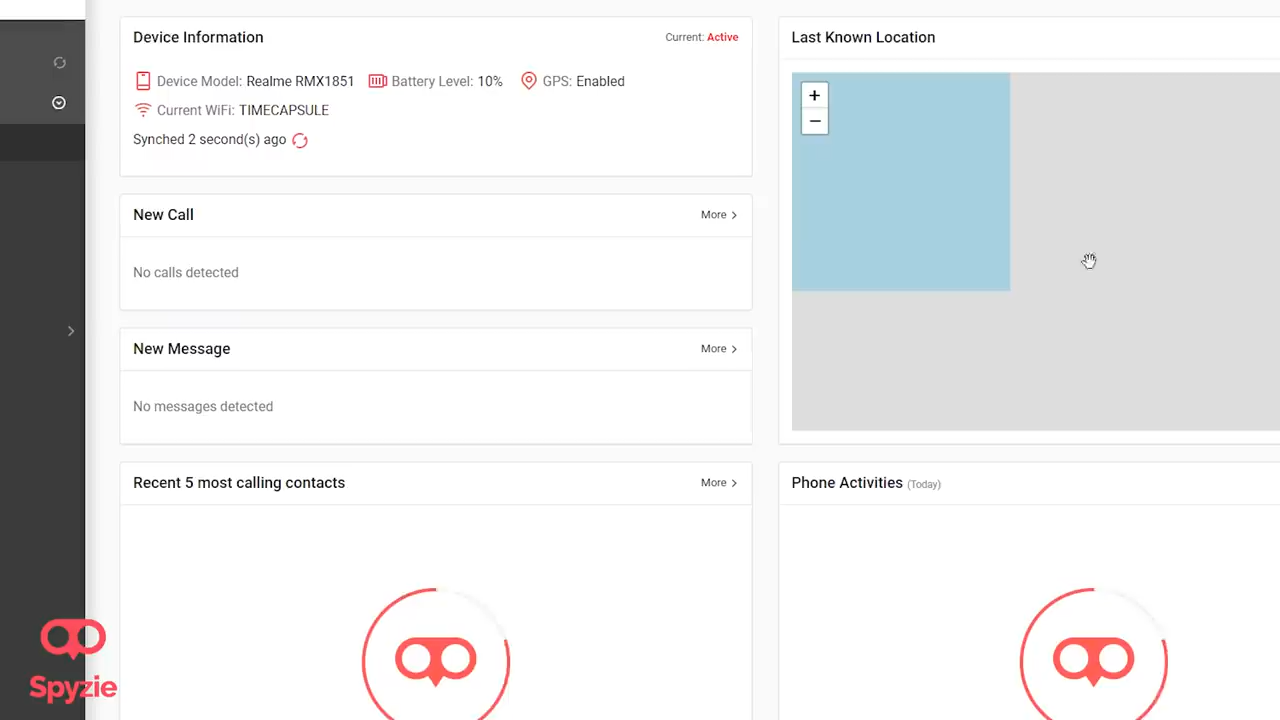 Device Information
Current: Active
Device Model: Realme RMX1851 Battery Level: 10% GPS: Enabled
Current WiFi: TIMECAPSULE
Synched 2 second(s) ago
New Call
More
No calls detected
New Message
More
No messages detected
Recent 5 most calling contacts
More
Last Known Location
+
−
Phone Activities (Today)
Spyzie